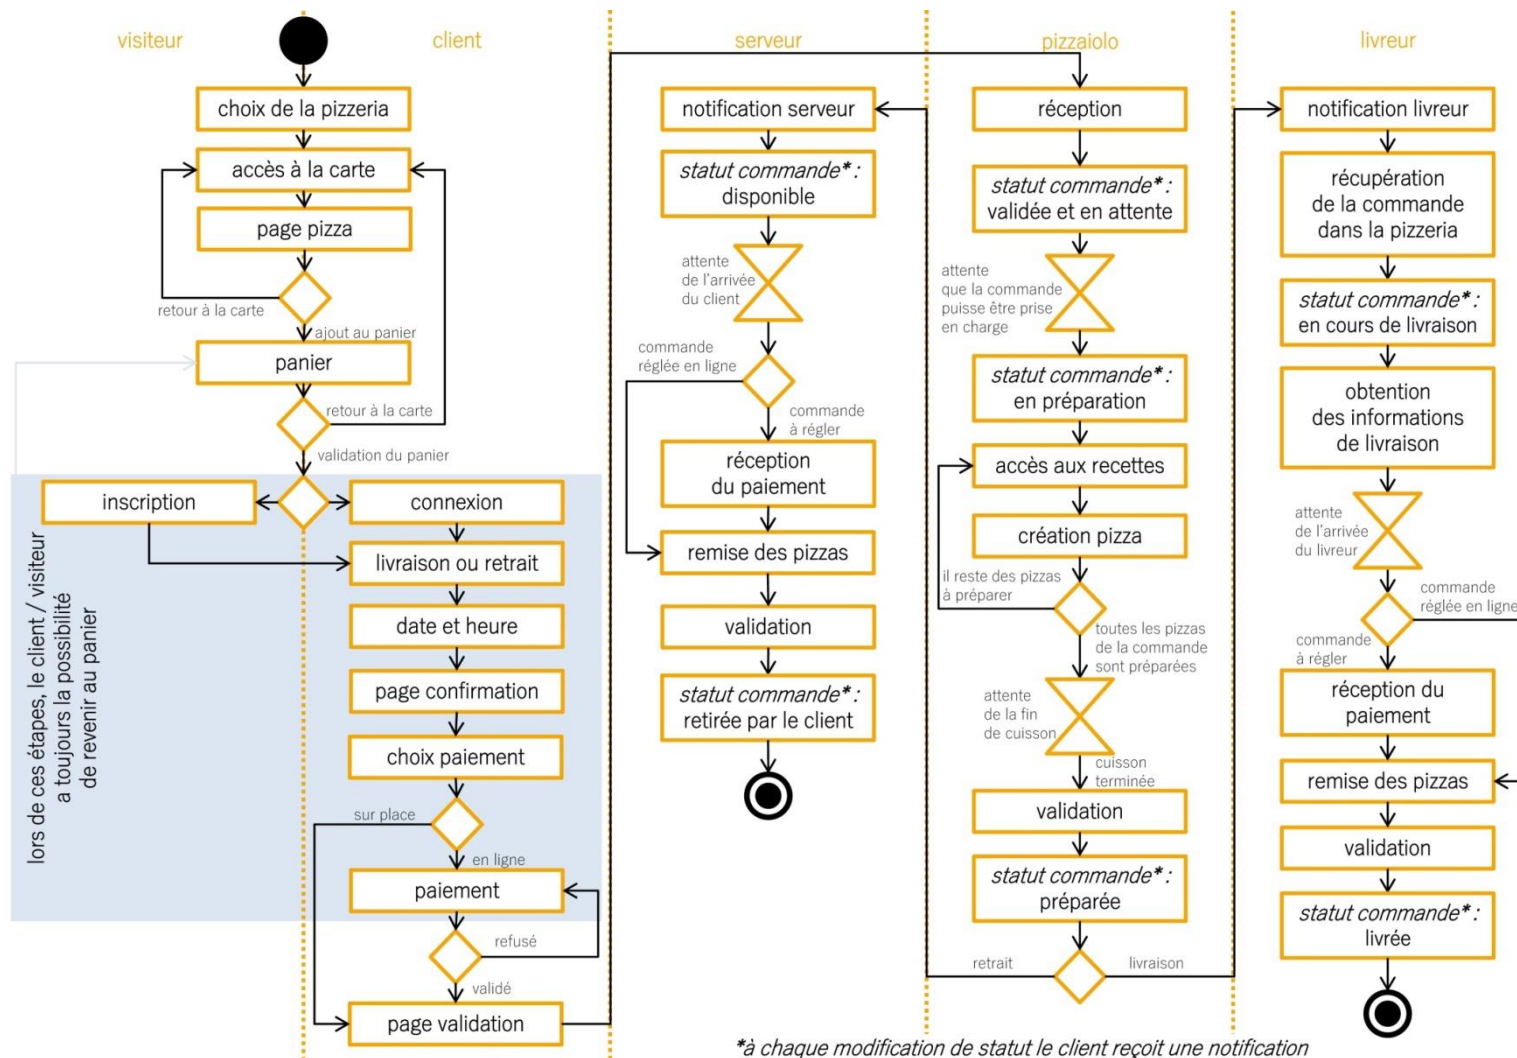 visiteur
client
serveur
pizzaiolo
livreur
choix de la pizzeria
accès à la carte
page pizza
retour à la carte
ajout au panier
panier
retour à la carte
validation du panier
inscription
connexion
livraison ou retrait
date et heure
page confirmation
choix paiement
sur place
en ligne
paiement
refusé
validé
page validation
lors de ces étapes, le client / visiteur
a toujours la possibilité
de revenir au panier
notification serveur
statut commande* :
disponible
attente
de l'arrivée
du client
commande
réglée en ligne
commande
à régler
réception
du paiement
remise des pizzas
validation
statut commande* :
retirée par le client
réception
statut commande* :
validée et en attente
attente
que la commande
puisse être prise
en charge
statut commande* :
en préparation
accès aux recettes
création pizza
il reste des pizzas
à préparer
toutes les pizzas
de la commande
sont préparées
attente
de la fin
de cuisson
cuisson
terminée
validation
statut commande* :
préparée
retrait
livraison
notification livreur
récupération
de la commande
dans la pizzeria
statut commande* :
en cours de livraison
obtention
des informations
de livraison
attente
de l'arrivée
du livreur
commande
réglée en ligne
commande
à régler
réception du
paiement
remise des pizzas
validation
statut commande* :
livrée
*à chaque modification de statut le client reçoit une notification